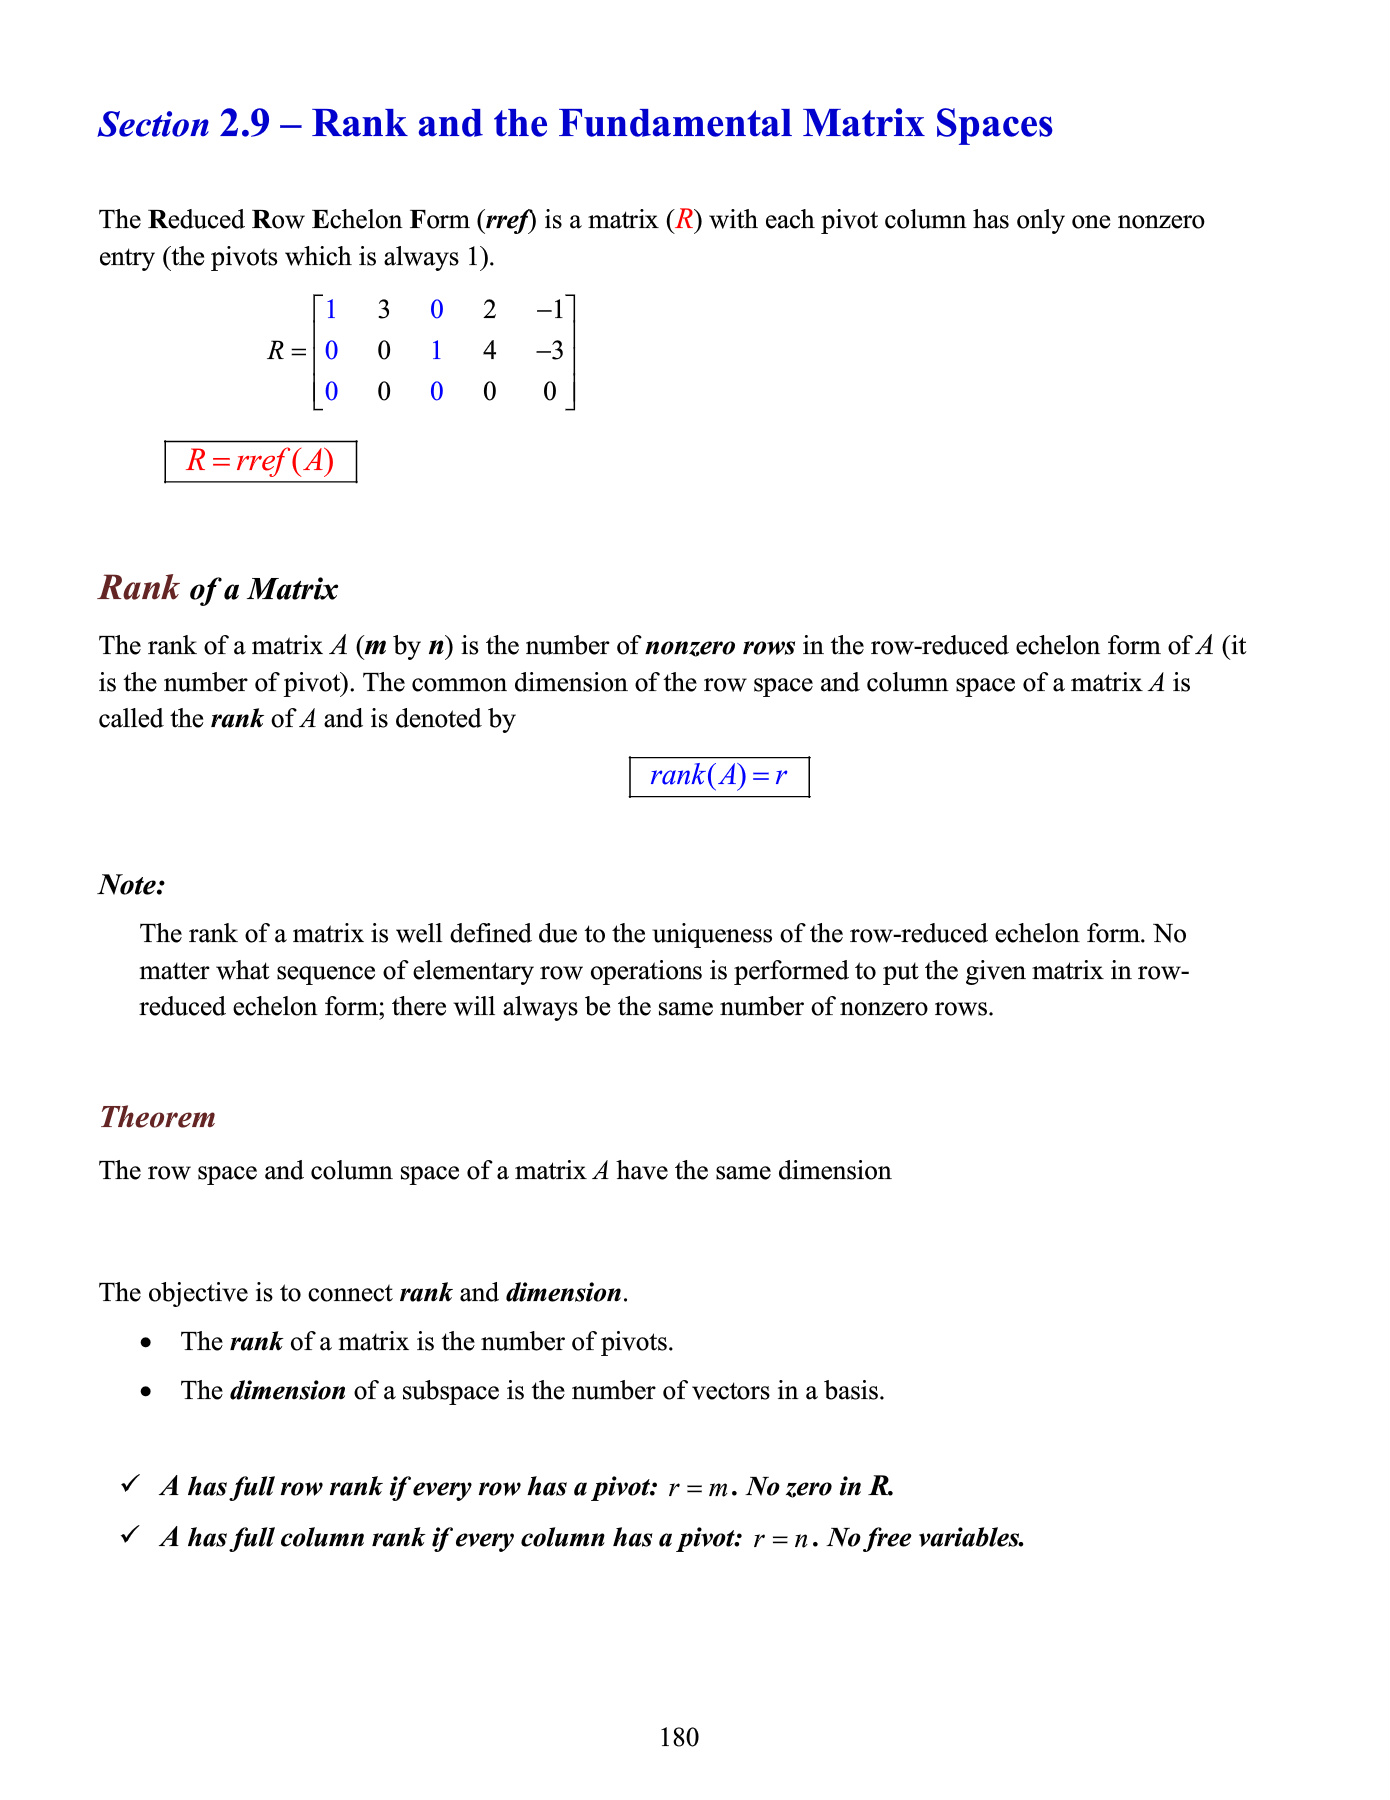 Section 2.9 – Rank and the Fundamental Matrix Spaces
The Reduced Row Echelon Form (rref) is a matrix (R) with each pivot column has only one nonzero
entry (the pivots which is always 1).
1 3 0 2 –1
R = 0 0 1 4 –3
0 0 0 0 0
R = rref (A)
Rank of a Matrix
The rank of a matrix A (m by n) is the number of nonzero rows in the row-reduced echelon form of A (it
is the number of pivot). The common dimension of the row space and column space of a matrix A is
called the rank of A and is denoted by
rank(A) = r
Note:
The rank of a matrix is well defined due to the uniqueness of the row-reduced echelon form. No
matter what sequence of elementary row operations is performed to put the given matrix in row-
reduced echelon form; there will always be the same number of nonzero rows.
Theorem
The row space and column space of a matrix A have the same dimension
The objective is to connect rank and dimension.
• The rank of a matrix is the number of pivots.
• The dimension of a subspace is the number of vectors in a basis.
✓ A has full row rank if every row has a pivot: r = m. No zero in R.
✓ A has full column rank if every column has a pivot: r = n. No free variables.
180